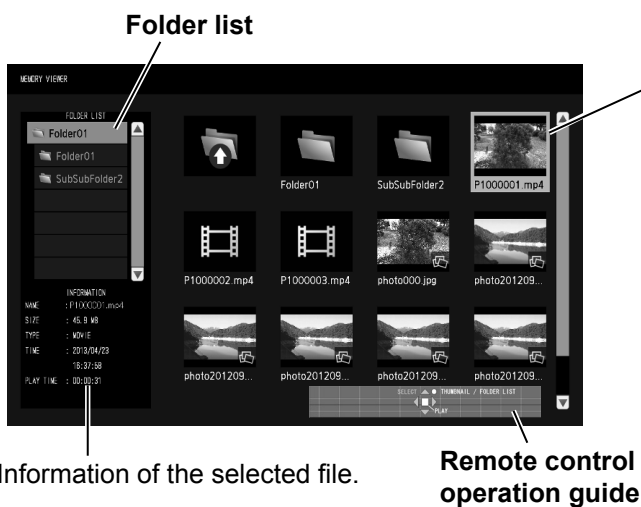 Folder list
MEMORY VIEWER
FOLDER LIST
Folder01
Folder01
SubSubFolder2
Folder01
SubSubFolder2
P1000001.mp4
P1000002.mp4
P1000003.mp4
photo000.jpg
photo201209...
photo201209...
photo201209...
photo201209...
photo201209...
INFORMATION
NAME : P1000001.mp4
SIZE : 45.9 MB
TYPE : MOVIE
TIME : 2013/04/23
16:37:58
PLAY TIME : 00:00:31
SELECT THUMBNAIL / FOLDER LIST
PLAY
Information of the selected file.
Remote control
operation guide